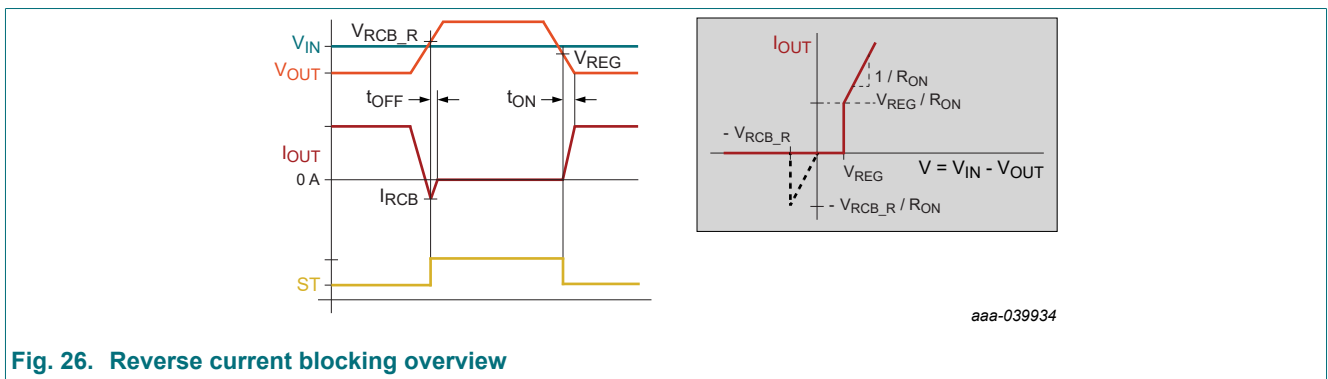 VIN
VOUT
VRCB_R
VREG
tOFF
tON
IOUT
0 A
IRCB
ST
IOUT
1 / RON
VREG / RON
- VRCB_R
VREG
V = VIN - VOUT
- VRCB_R / RON
aaa-039934
Fig. 26. Reverse current blocking overview